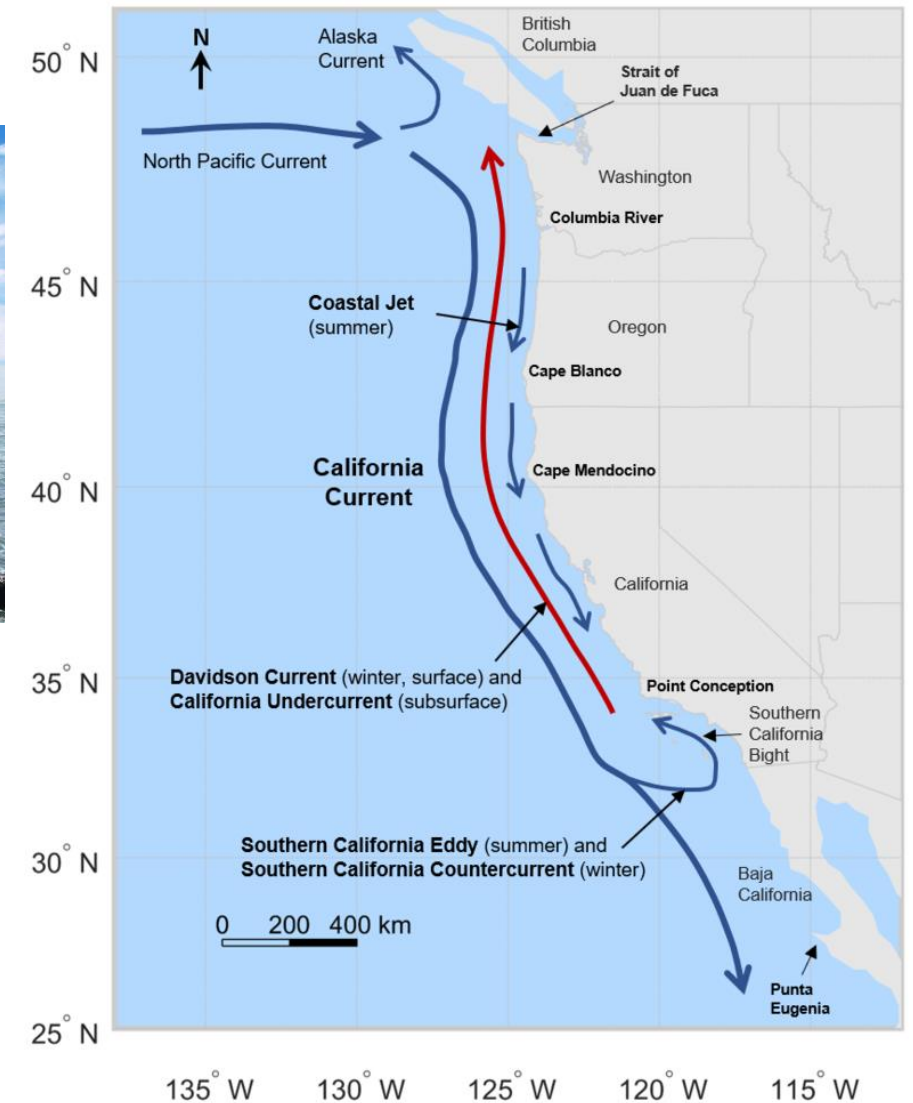 50° N
45° N
40° N
35° N
30° N
25° N
N
Alaska
Current
British
Columbia
Strait of
Juan de Fuca
North Pacific Current
Washington
Columbia River
Coastal Jet
(summer)
Oregon
Cape Blanco
California
Current
Cape Mendocino
California
Davidson Current (winter, surface) and
California Undercurrent (subsurface)
Point Conception
Southern
California
Bight
Southern California Eddy (summer) and
Southern California Countercurrent (winter)
Baja
California
0 200 400 km
Punta
Eugenia
135° W 130° W 125° W 120° W 115° W